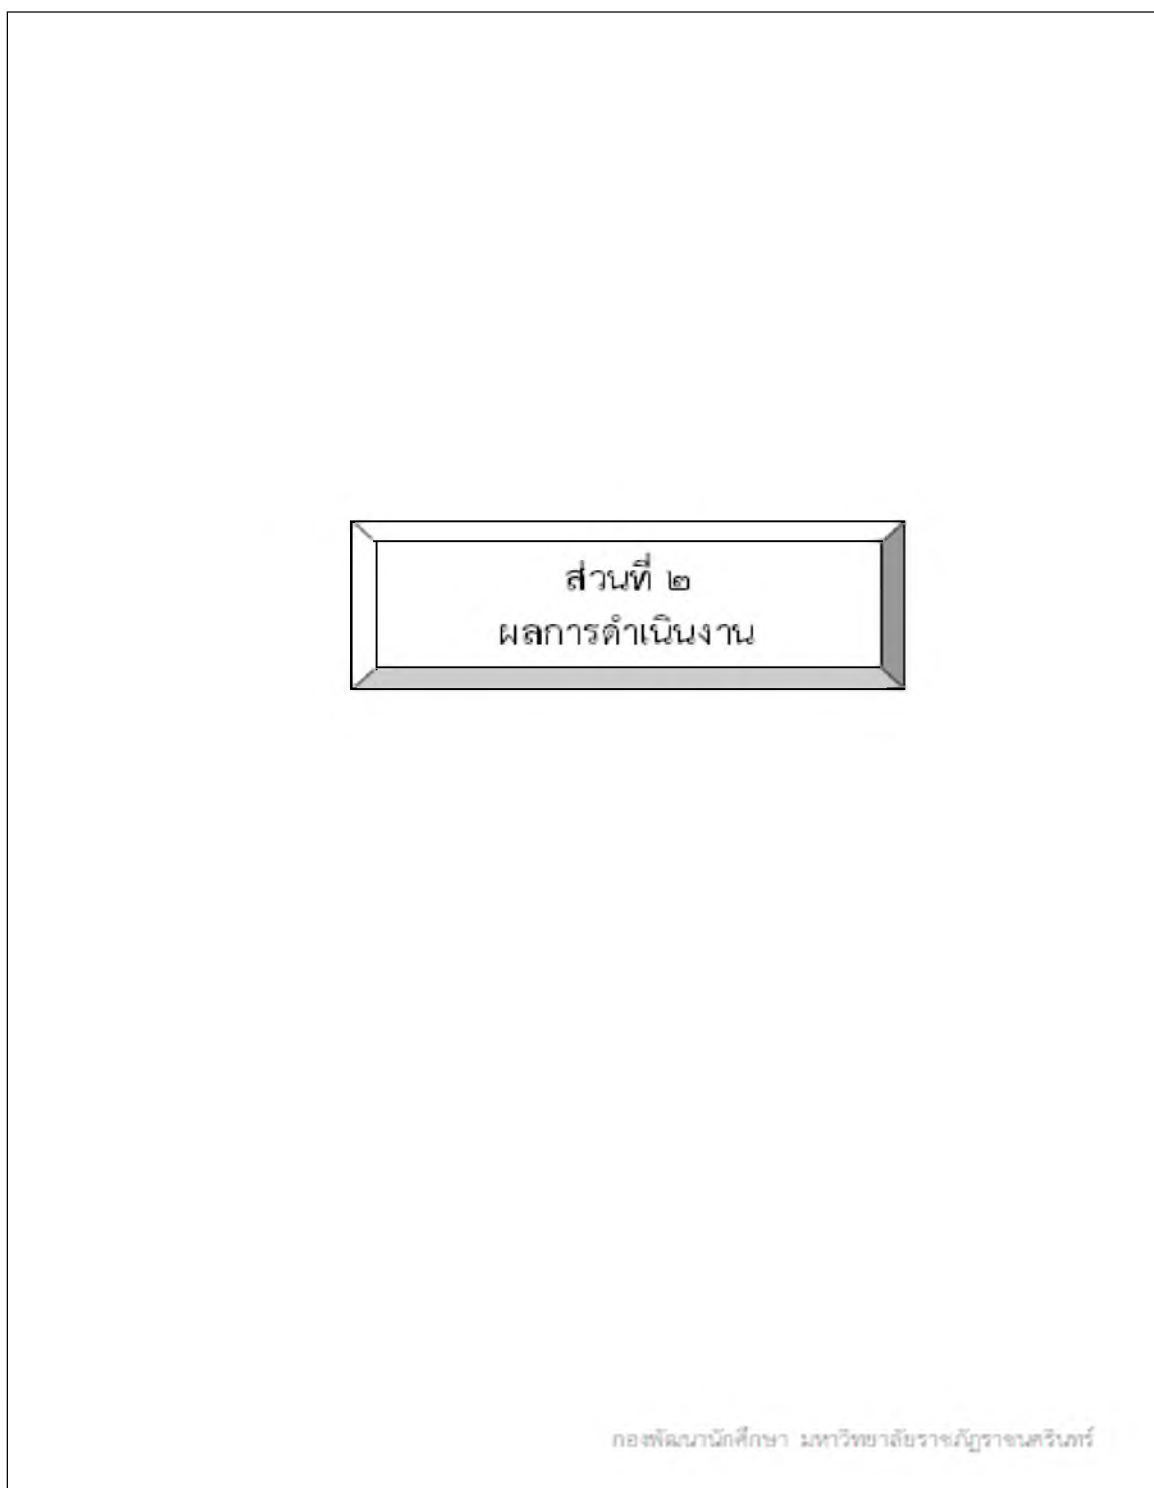 ส่วนที่ ๒
ผลการดำเนินงาน
กองพัฒนานักศึกษา มหาวิทยาลัยราชภัฏราชนครินทร์